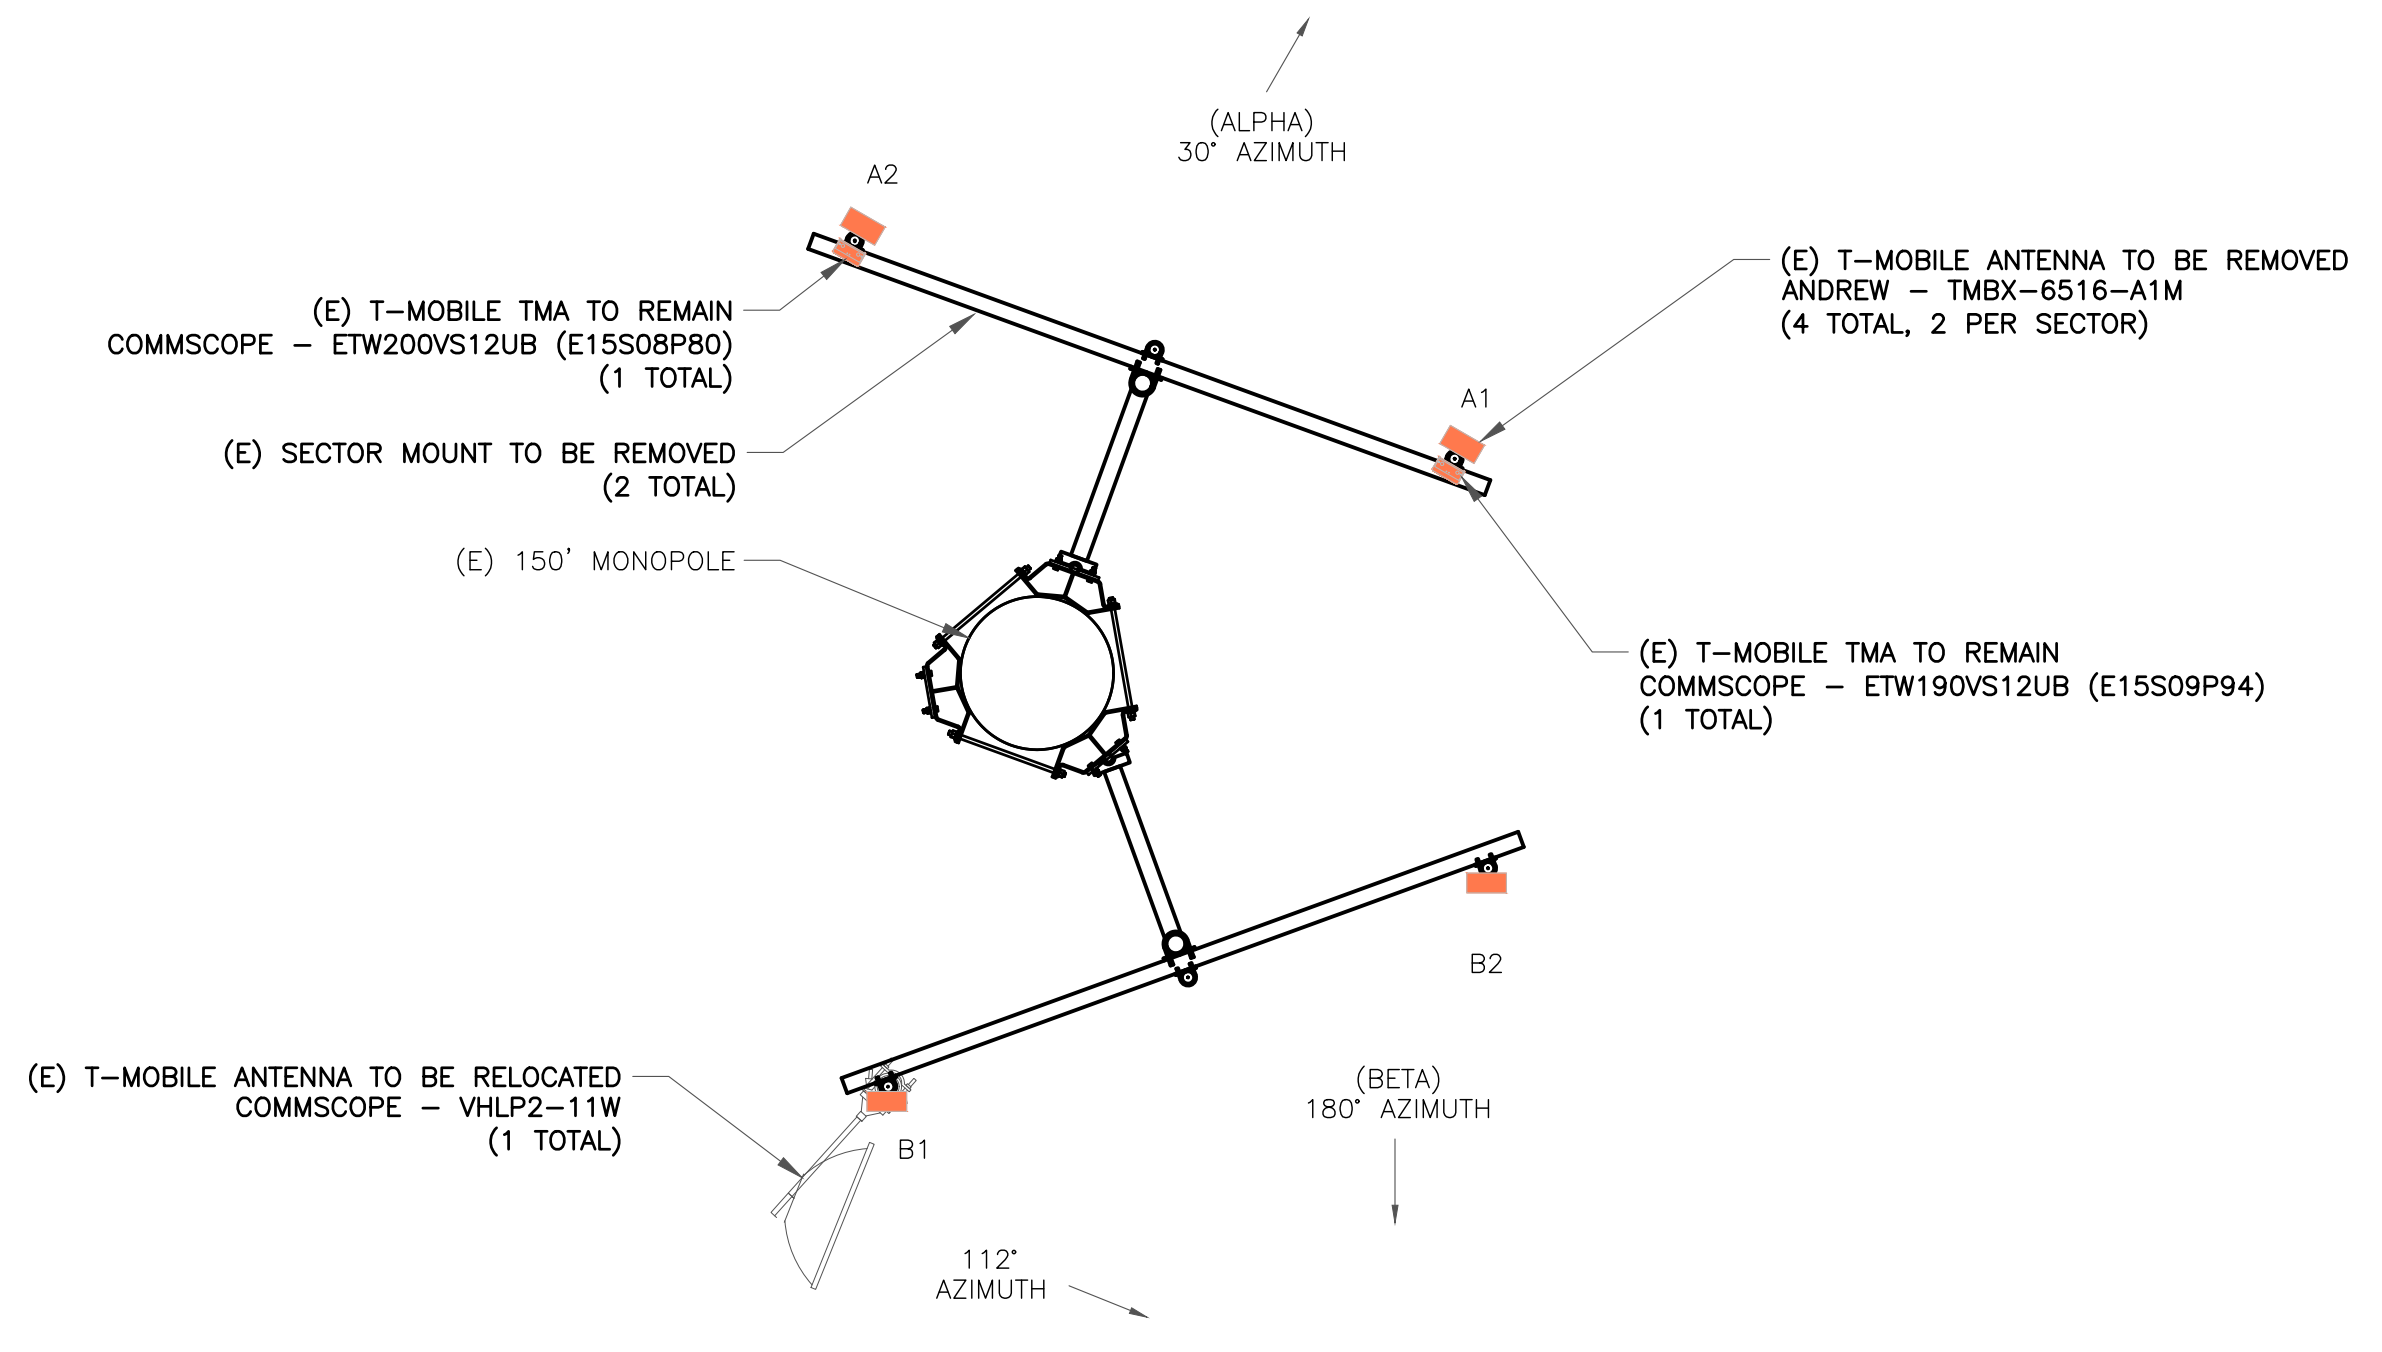 (ALPHA)
30° AZIMUTH
A2
(E) T-MOBILE ANTENNA TO BE REMOVED
ANDREW - TMBX-6516-A1M
(4 TOTAL, 2 PER SECTOR)
(E) T-MOBILE TMA TO REMAIN
COMMSCOPE - ETW200VS12UB (E15S08P80)
(1 TOTAL)
A1
(E) SECTOR MOUNT TO BE REMOVED
(2 TOTAL)
(E) 150' MONOPOLE
(E) T-MOBILE TMA TO REMAIN
COMMSCOPE - ETW190VS12UB (E15S09P94)
(1 TOTAL)
B2
(E) T-MOBILE ANTENNA TO BE RELOCATED
COMMSCOPE - VHLP2-11W
(1 TOTAL)
(BETA)
180° AZIMUTH
B1
112°
AZIMUTH